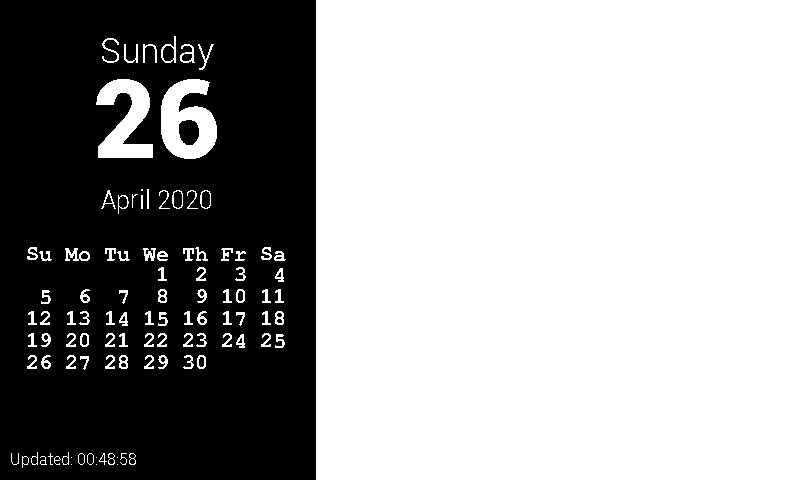 Sunday
26
April 2020
Su Mo Tu We Th Fr Sa
1 2 3 4
5 6 7 8 9 10 11
12 13 14 15 16 17 18
19 20 21 22 23 24 25
26 27 28 29 30
Updated: 00:48:58